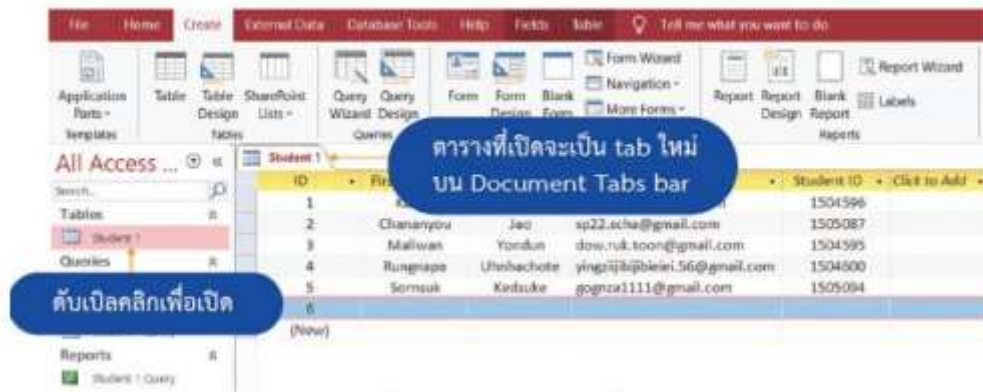 File Home Create External Data Database Tools Help Fields Table Tell me what you want to do
Application Parts Table Table Design SharePoint Lists Query Wizard Query Design Form Form Design Blank Form Form Wizard Navigation More Forms Report Report Design Blank Report Report Wizard Labels
Templates Tables Queries Reports
All Access ...
Search...
Tables
Student 1
Queries
Reports
Student 1 Query
Student 1
ตารางที่เปิดจะเป็น tab ใหม่
บน Document Tabs bar
ดับเบิลคลิกเพื่อเปิด
ID Student ID Click to Add
1 1504596
2 Chananyou Jao sp22.scha@gmail.com 1505087
3 Maliwan Yondun dow.ruk.toon@gmail.com 1504595
4 Rungnapa 1504600
5 Somsuk Kedsuke gognza1111@gmail.com 1505094
6
(New)